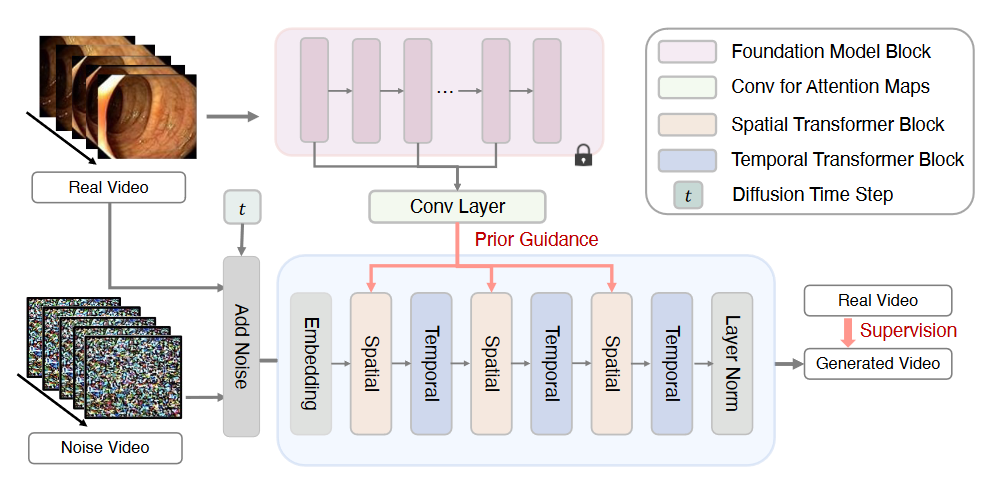 Foundation Model Block
Conv for Attention Maps
Spatial Transformer Block
Temporal Transformer Block
t
Diffusion Time Step
...
Real Video
t
Conv Layer
Prior Guidance
Add Noise
Embedding
Spatial
Temporal
Spatial
Temporal
Spatial
Temporal
Layer Norm
Real Video
Supervision
Generated Video
Noise Video